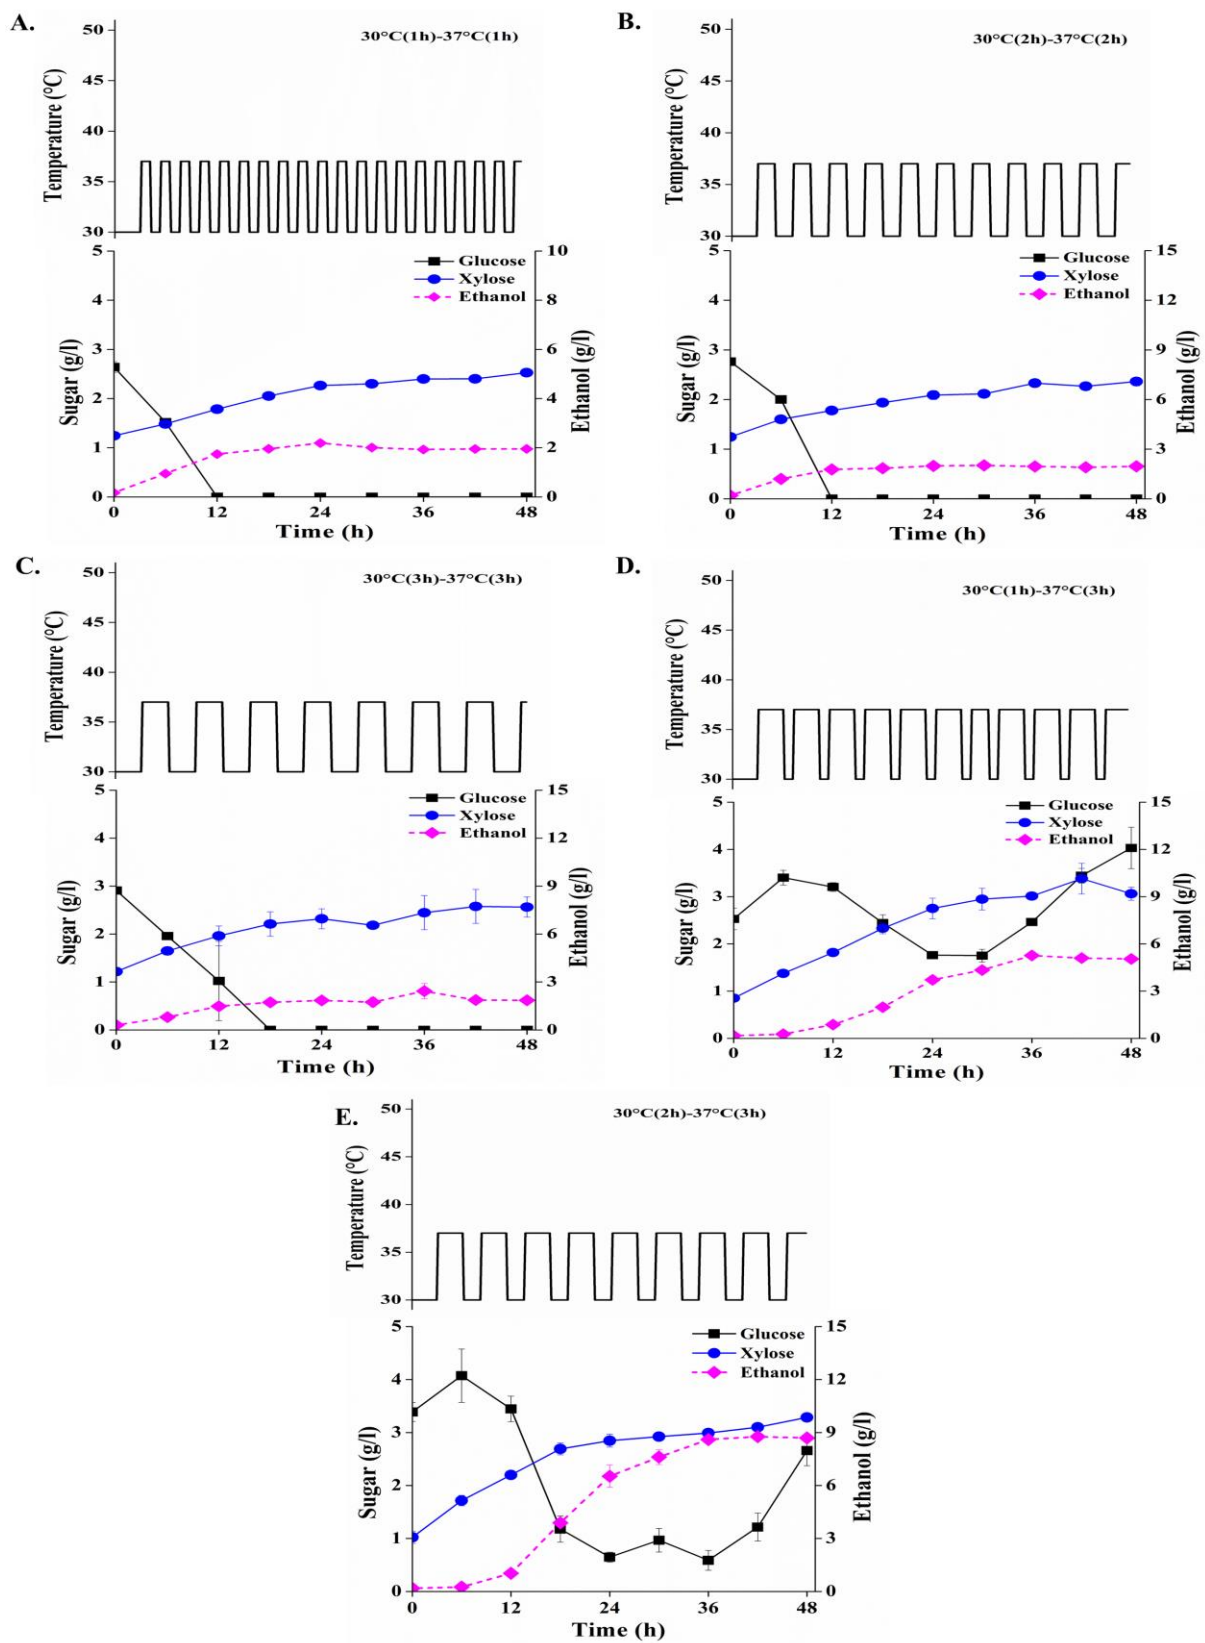 A.
30°C(1h)-37°C(1h)
Temperature (°C)
50
45
40
35
30
5
4
3
2
1
0
Sugar (g/l)
Glucose
Xylose
Ethanol
10
8
6
4
2
0
Ethanol (g/l)
0 12 24 36 48
Time (h)
B.
30°C(2h)-37°C(2h)
Temperature (°C)
50
45
40
35
30
5
4
3
2
1
0
Sugar (g/l)
Glucose
Xylose
Ethanol
15
12
9
6
3
0
Ethanol (g/l)
0 12 24 36 48
Time (h)
C.
30°C(3h)-37°C(3h)
Temperature (°C)
50
45
40
35
30
5
4
3
2
1
0
Sugar (g/l)
Glucose
Xylose
Ethanol
15
12
9
6
3
0
Ethanol (g/l)
0 12 24 36 48
Time (h)
D.
30°C(1h)-37°C(3h)
Temperature (°C)
50
45
40
35
30
5
4
3
2
1
0
Sugar (g/l)
Glucose
Xylose
Ethanol
15
12
9
6
3
0
Ethanol (g/l)
0 12 24 36 48
Time (h)
E.
30°C(2h)-37°C(3h)
Temperature (°C)
50
45
40
35
30
5
4
3
2
1
0
Sugar (g/l)
Glucose
Xylose
Ethanol
15
12
9
6
3
0
Ethanol (g/l)
0 12 24 36 48
Time (h)